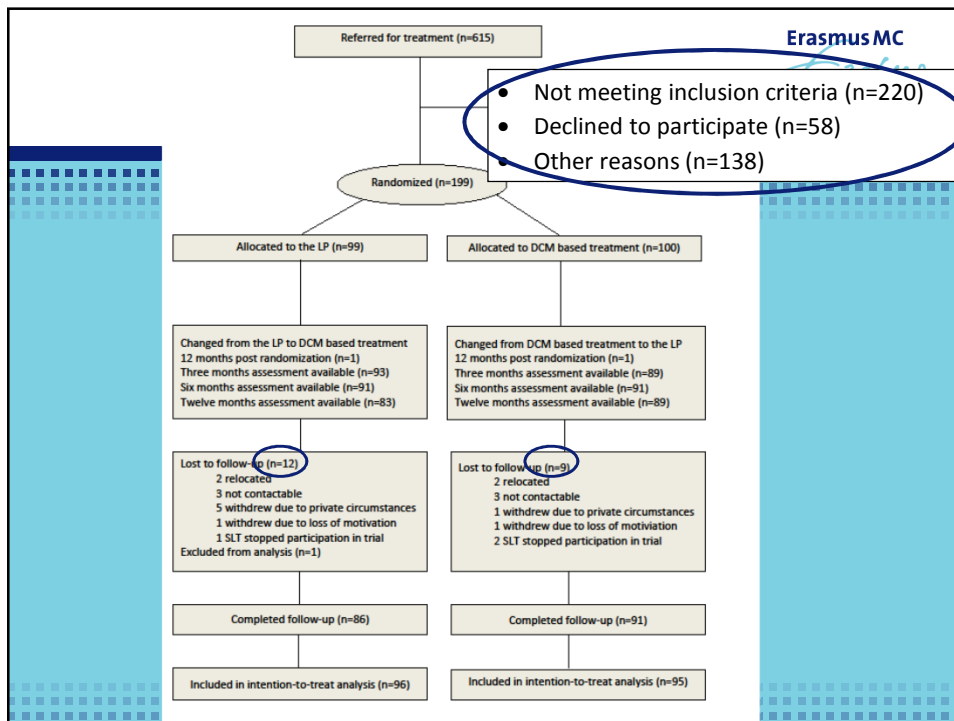 Referred for treatment (n=615)
Erasmus MC
• Not meeting inclusion criteria (n=220)
• Declined to participate (n=58)
• Other reasons (n=138)
Randomized (n=199)
Allocated to the LP (n=99)
Allocated to DCM based treatment (n=100)
Changed from the LP to DCM based treatment
12 months post randomization (n=1)
Three months assessment available (n=93)
Six months assessment available (n=91)
Twelve months assessment available (n=83)
Changed from DCM based treatment to the LP
12 months post randomization (n=1)
Three months assessment available (n=89)
Six months assessment available (n=91)
Twelve months assessment available (n=89)
Lost to follow-up (n=12)
2 relocated
3 not contactable
5 withdrew due to private circumstances
1 withdrew due to loss of motivation
1 SLT stopped participation in trial
Excluded from analysis (n=1)
Lost to follow-up (n=9)
2 relocated
3 not contactable
1 withdrew due to private circumstances
1 withdrew due to loss of motiviation
2 SLT stopped participation in trial
Completed follow-up (n=86)
Completed follow-up (n=91)
Included in intention-to-treat analysis (n=96)
Included in intention-to-treat analysis (n=95)